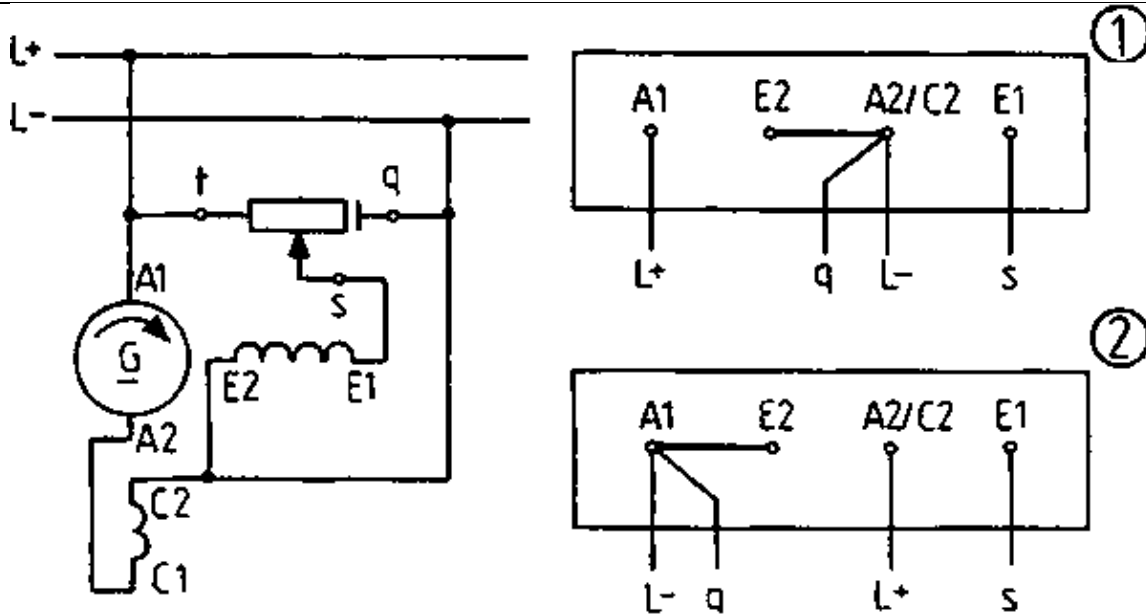 L+
L-
t
q
s
A1
G
A2
E2 E1
C2
C1
1
A1 E2 A2/C2 E1
L+ q L- s
2
A1 E2 A2/C2 E1
L- q L+ s